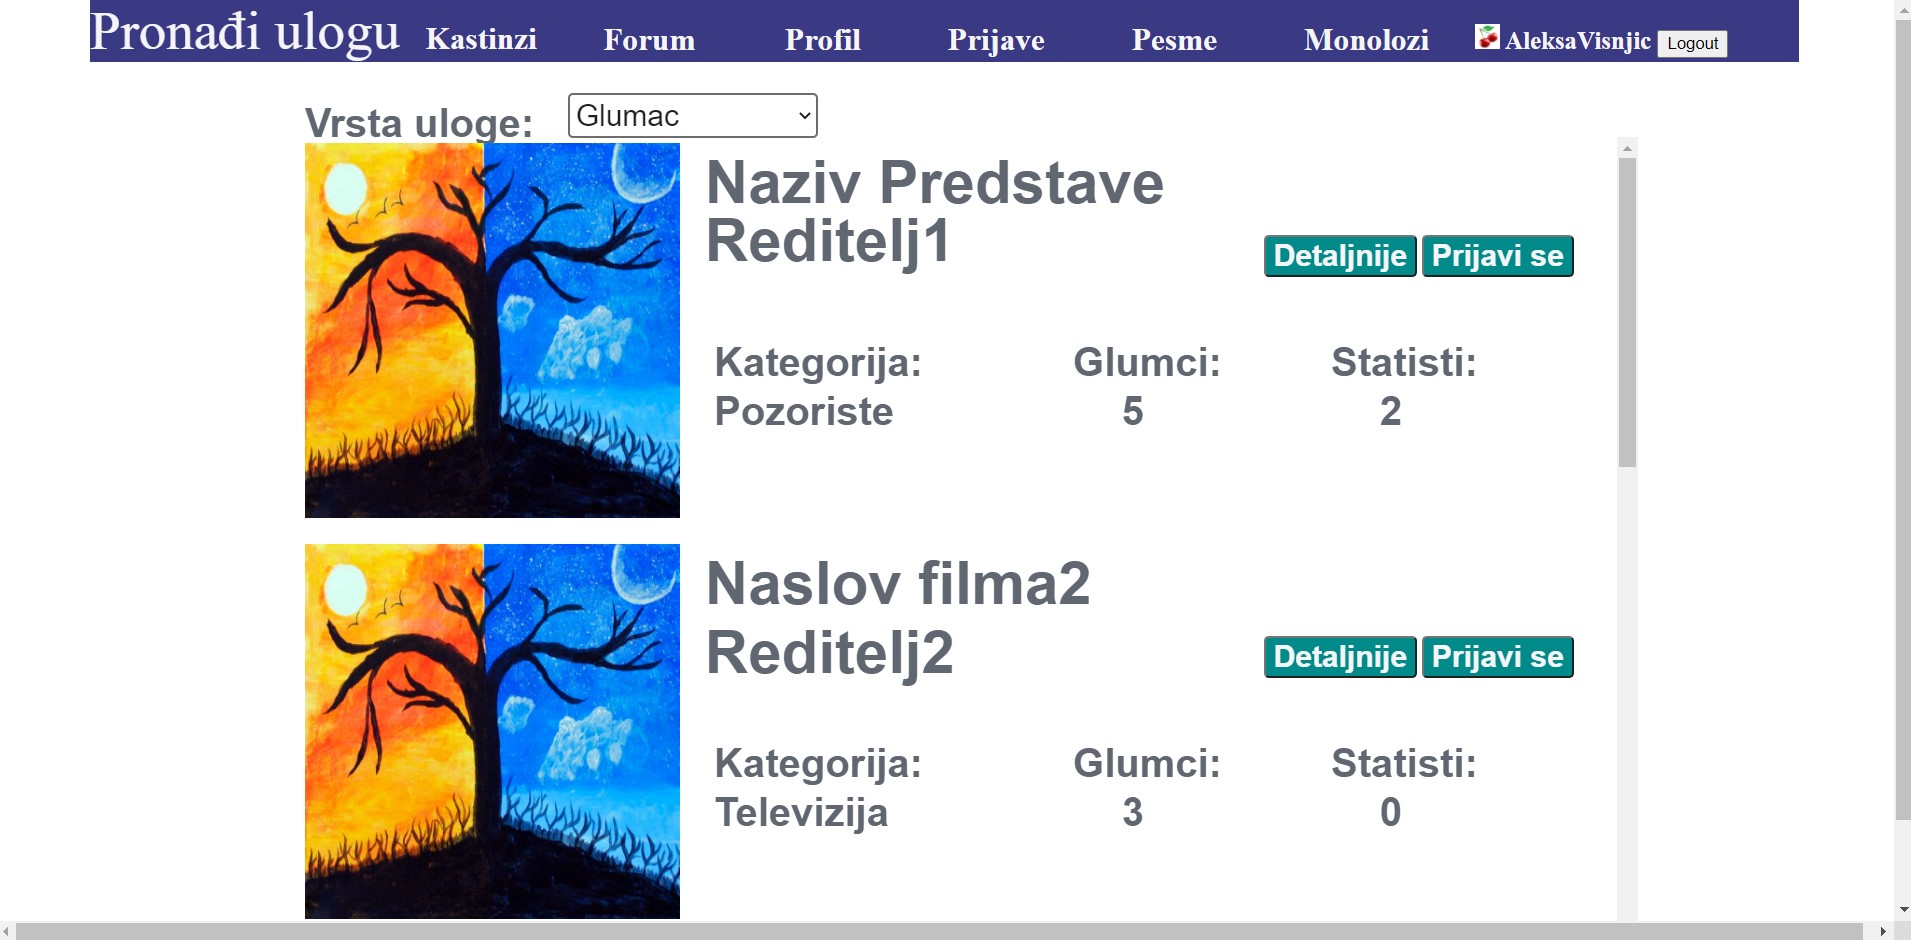 Pronađi ulogu Kastinzi Forum Profil Prijave Pesme Monolozi AleksaVisnjic Logout
Vrsta uloge: Glumac
Naziv Predstave
Reditelj1
Detaljnije Prijavi se
Kategorija: Glumci: Statisti:
Pozoriste 5 2
Naslov filma2
Reditelj2
Detaljnije Prijavi se
Kategorija: Glumci: Statisti:
Televizija 3 0